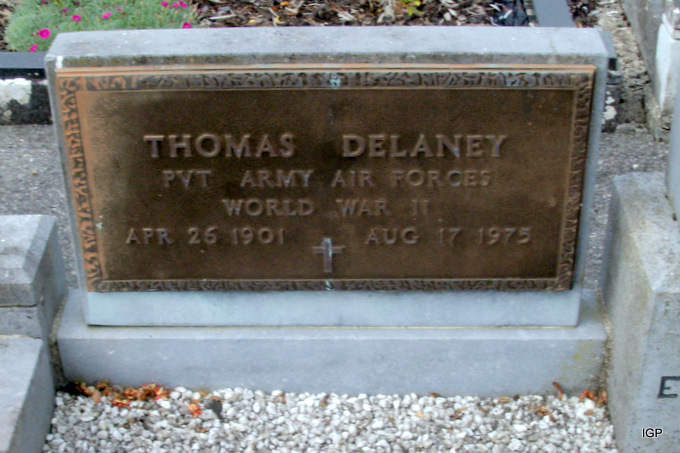 THOMAS DELANEY
PVT ARMY AIR FORCES
WORLD WAR II
APR 26 1901 AUG 17 1975
E
IGP